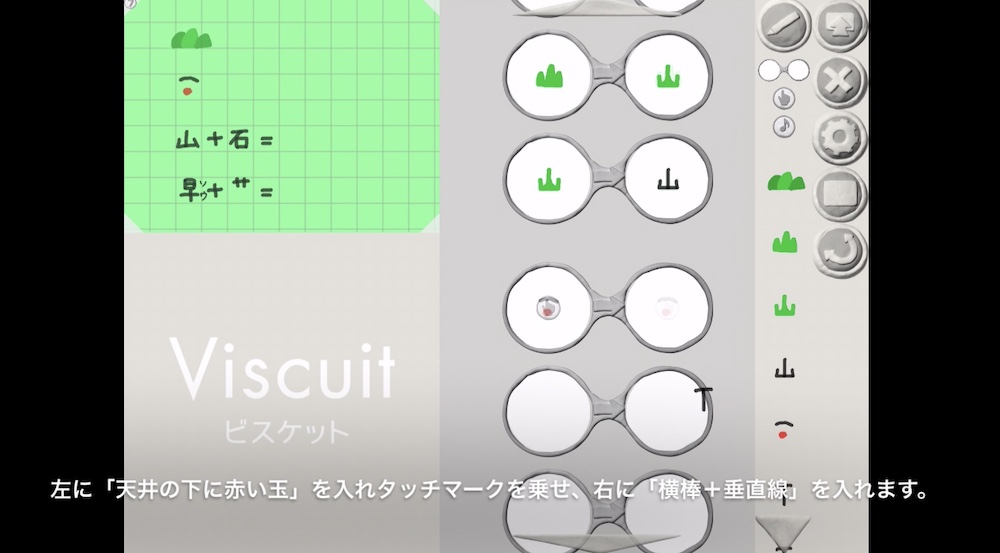 山＋石＝
早ソウ＋艹＝
山
Viscuit
ビスケット
山
T
左に「天井の下に赤い玉」を入れタッチマークを乗せ、右に「横棒＋垂直線」を入れます。